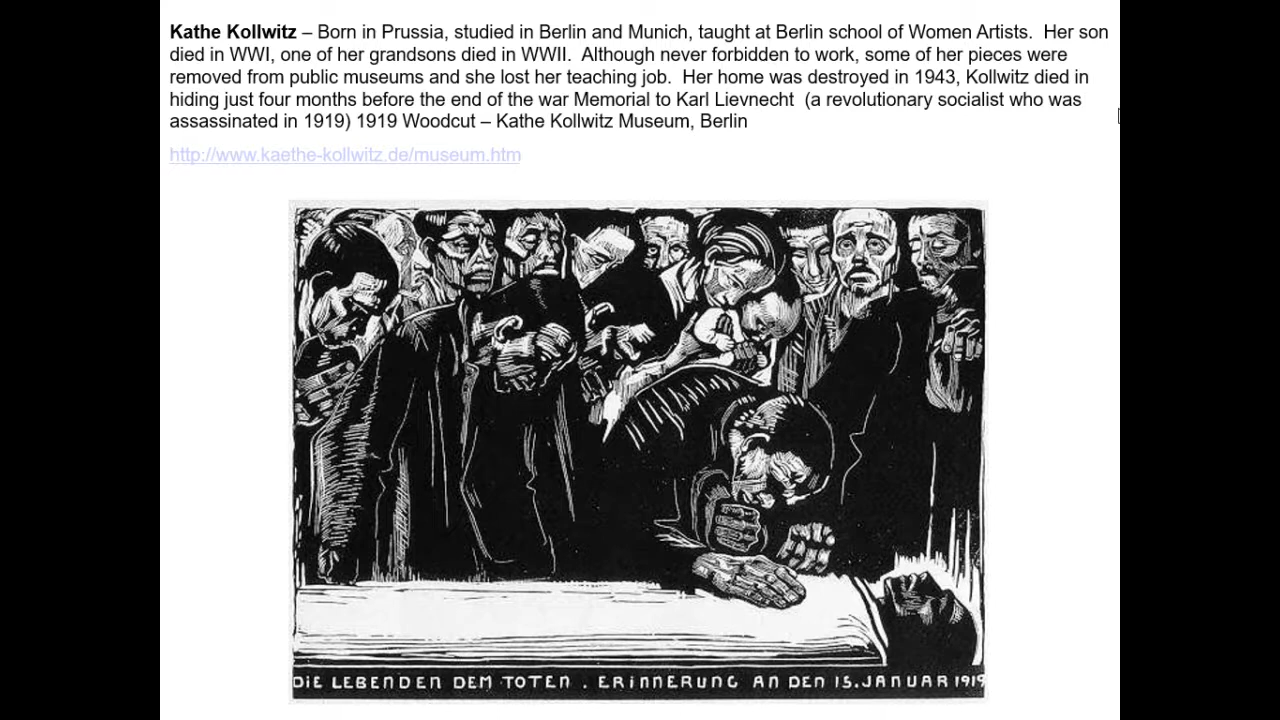 Kathe Kollwitz – Born in Prussia, studied in Berlin and Munich, taught at Berlin school of Women Artists.  Her son
died in WWI, one of her grandsons died in WWII.  Although never forbidden to work, some of her pieces were
removed from public museums and she lost her teaching job.  Her home was destroyed in 1943, Kollwitz died in
hiding just four months before the end of the war Memorial to Karl Lievnecht  (a revolutionary socialist who was
assassinated in 1919) 1919 Woodcut – Kathe Kollwitz Museum, Berlin
http://www.kaethe-kollwitz.de/museum.htm
DiE LEBENDEN DEM TOTEN . ERiNNERUNG AN DEN 15. JANUAR 1919